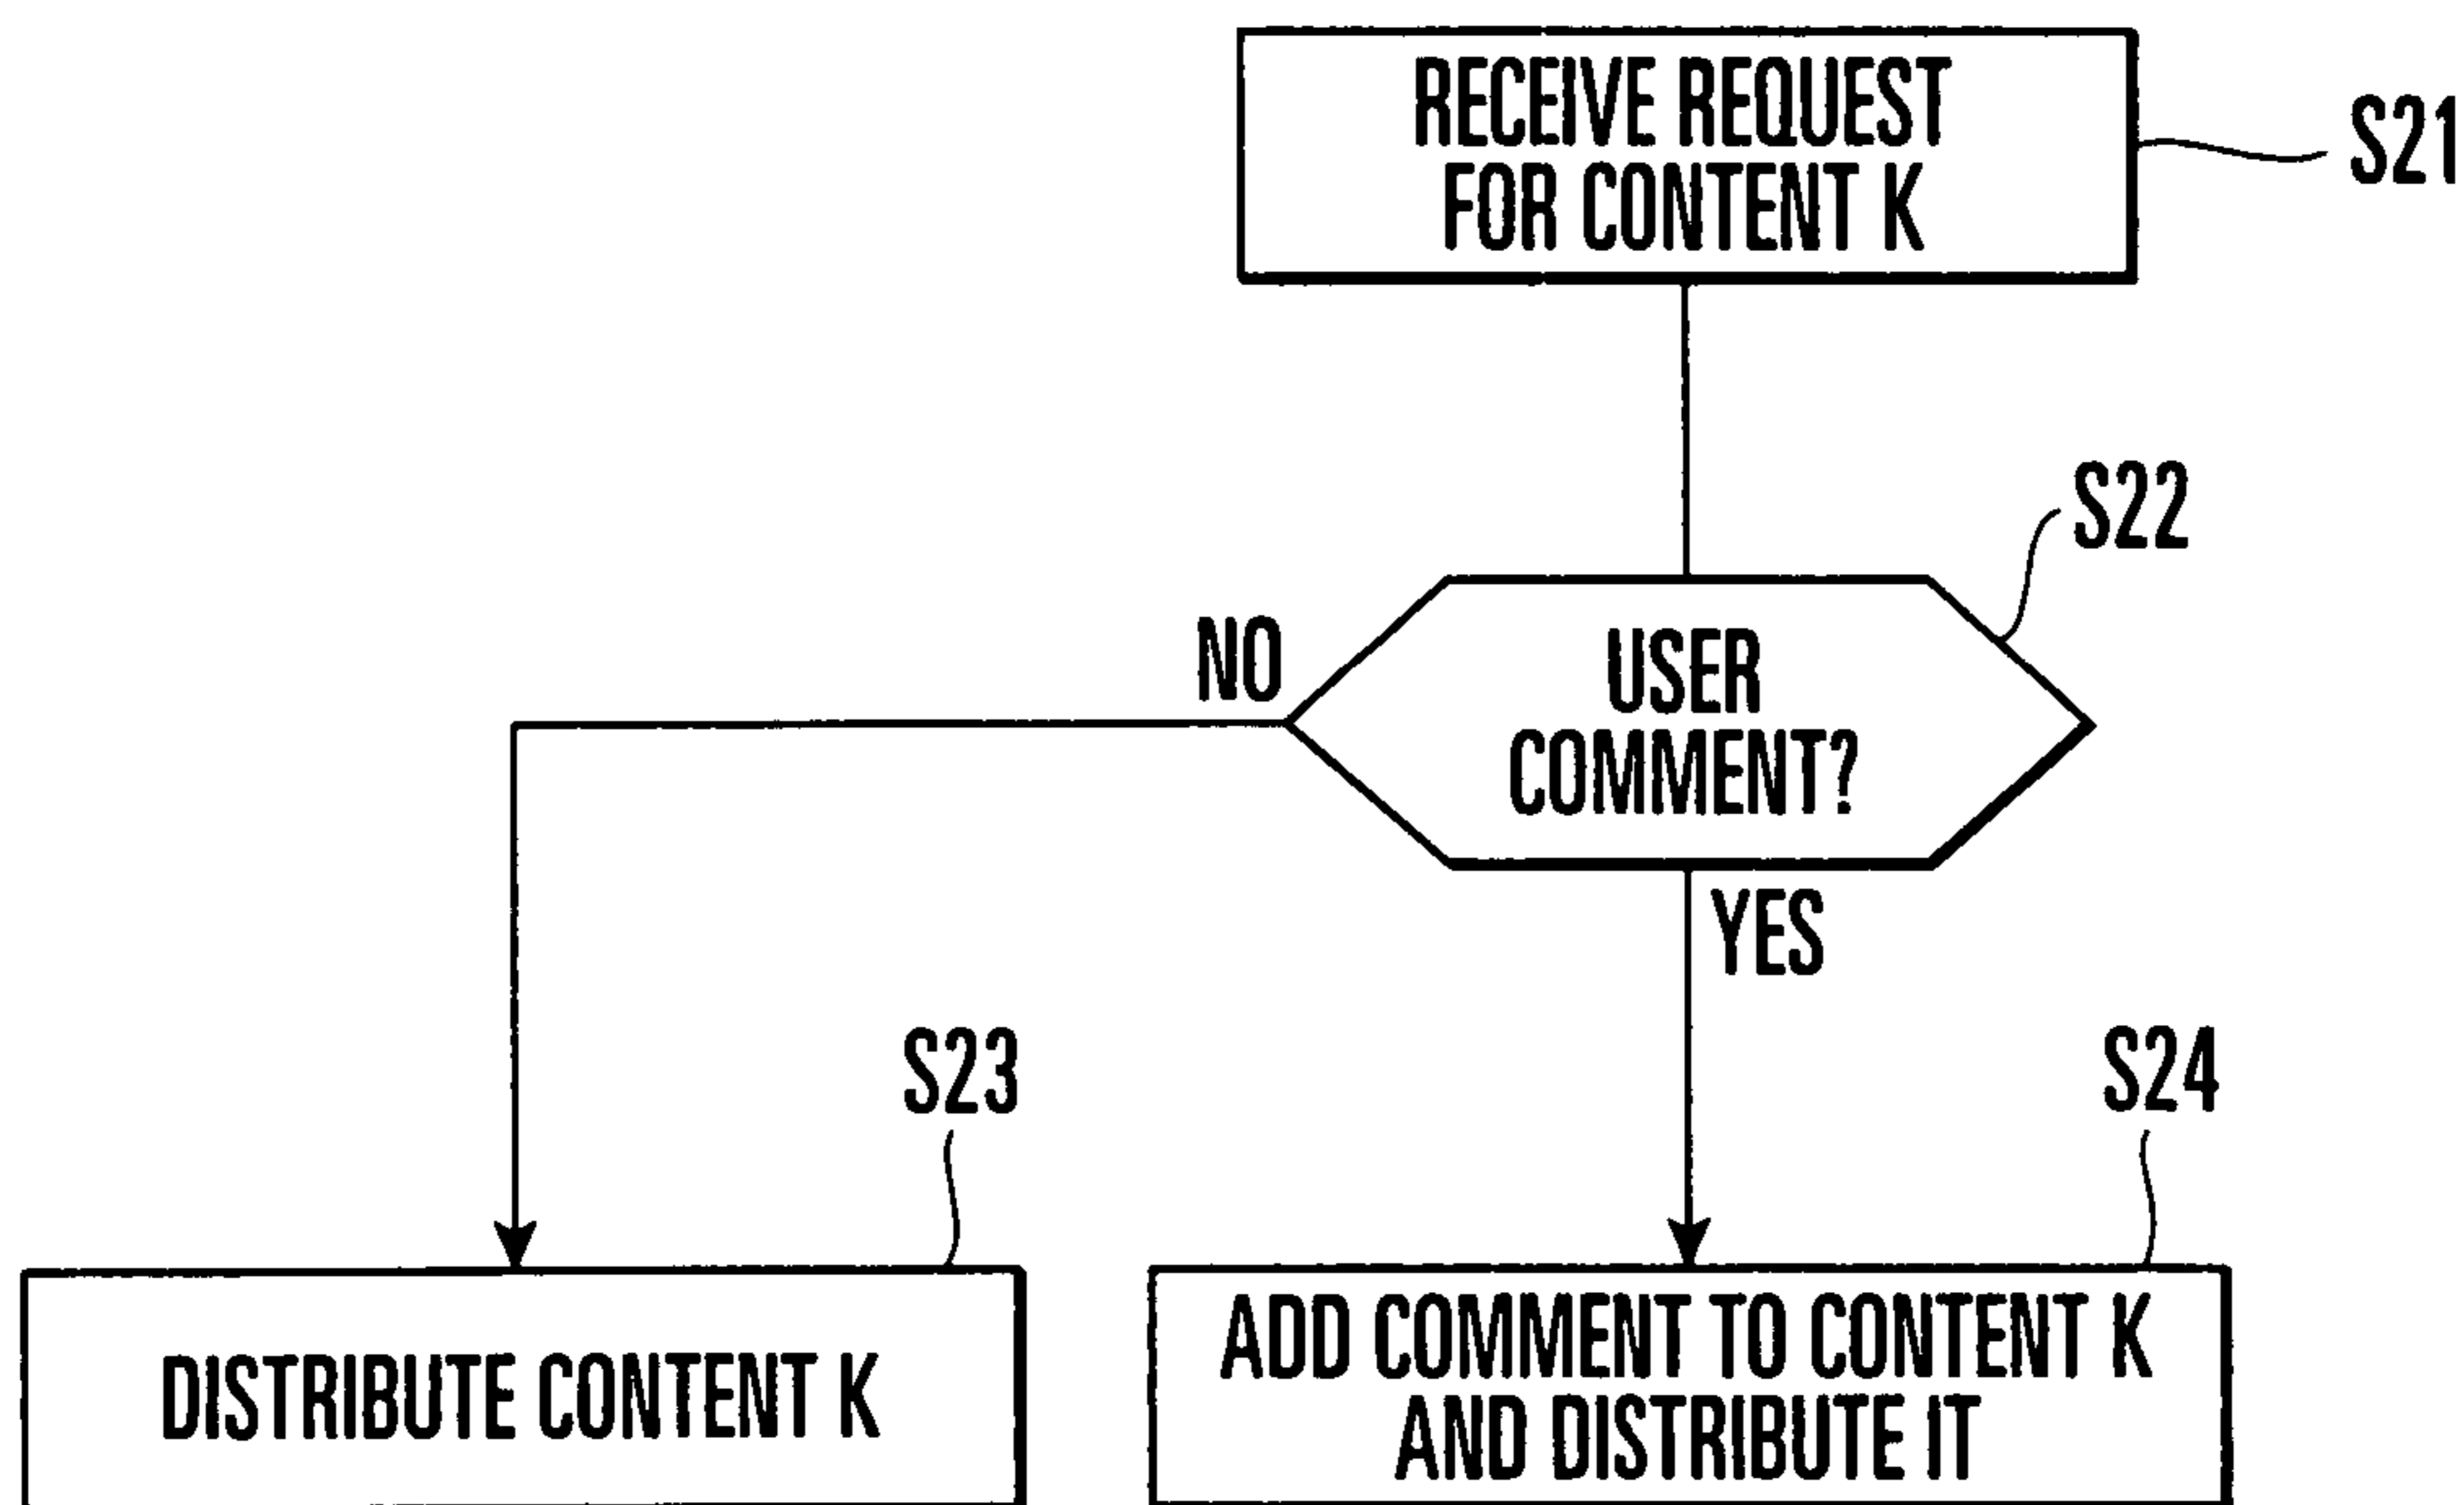 RECEIVE REQUEST
FOR CONTENT K
S21
S22
NO
USER
COMMENT?
YES
S23
S24
DISTRIBUTE CONTENT K
ADD COMMENT TO CONTENT K
AND DISTRIBUTE IT